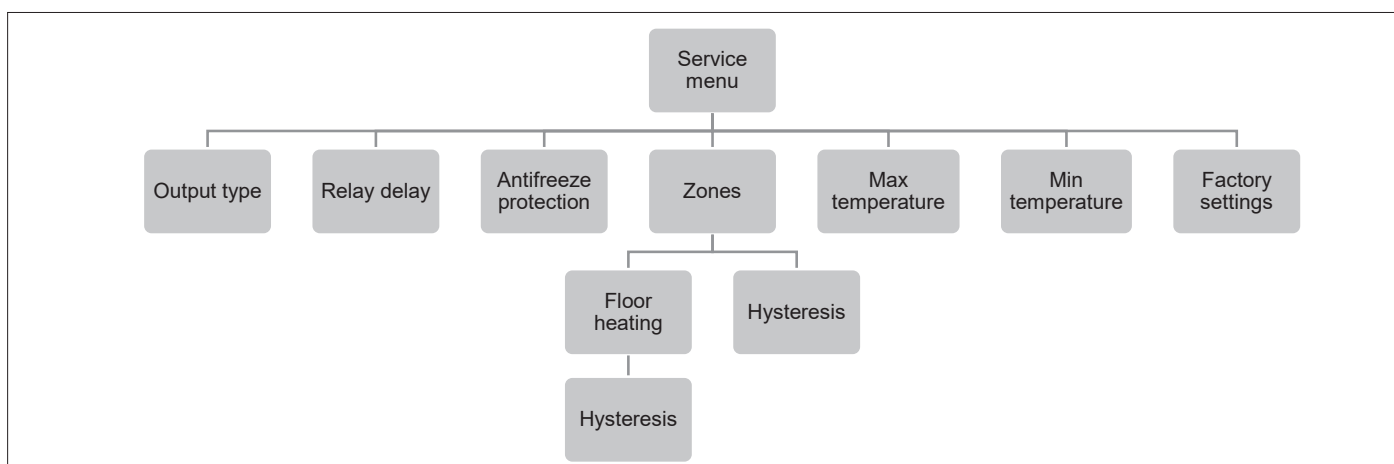 Service
menu
Output type
Relay delay
Antifreeze
protection
Zones
Max
temperature
Min
temperature
Factory
settings
Floor
heating
Hysteresis
Hysteresis